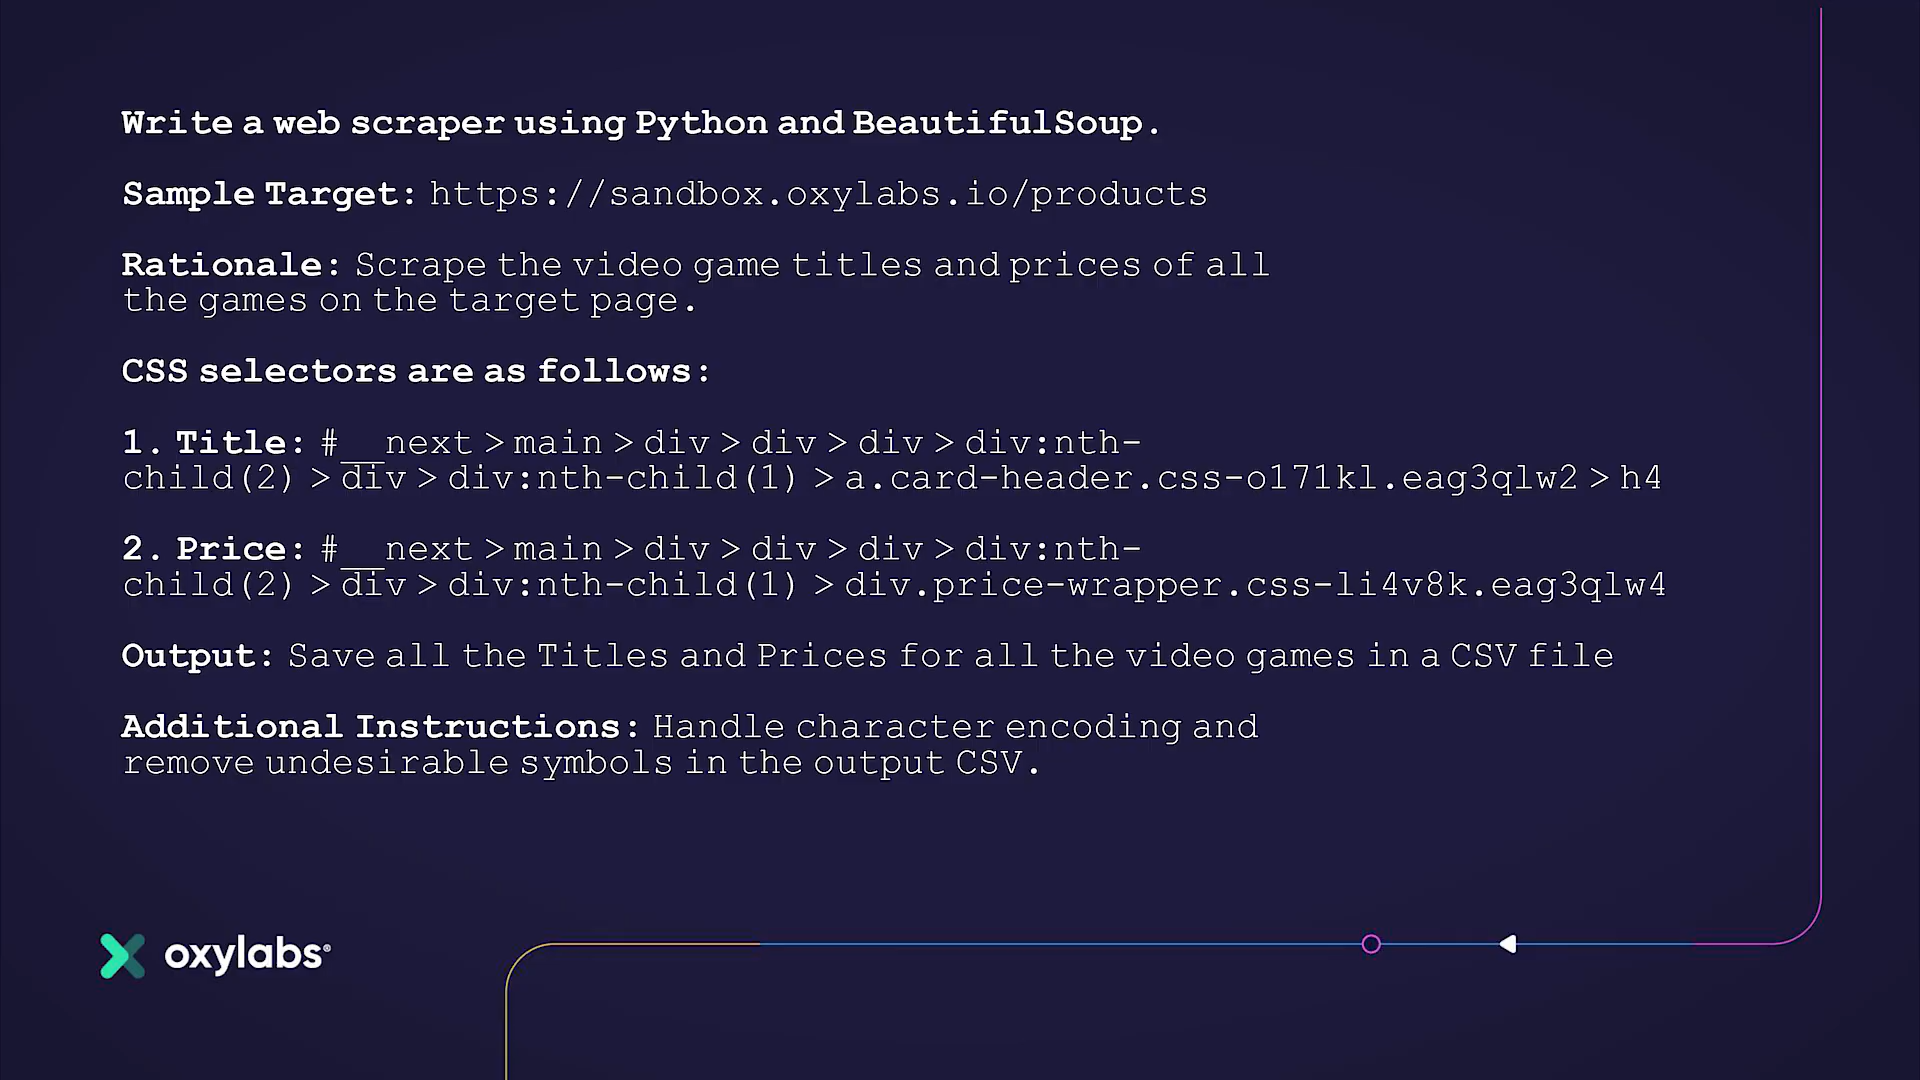 Write a web scraper using Python and BeautifulSoup.
Sample Target: https://sandbox.oxylabs.io/products
Rationale: Scrape the video game titles and prices of all
the games on the target page.
CSS selectors are as follows:
1. Title: #__next > main > div > div > div > div:nth-
child(2) > div > div:nth-child(1) > a.card-header.css-o171kl.eag3qlw2 > h4
2. Price: #__next > main > div > div > div > div:nth-
child(2) > div > div:nth-child(1) > div.price-wrapper.css-li4v8k.eag3qlw4
Output: Save all the Titles and Prices for all the video games in a CSV file
Additional Instructions: Handle character encoding and
remove undesirable symbols in the output CSV.
oxylabs®